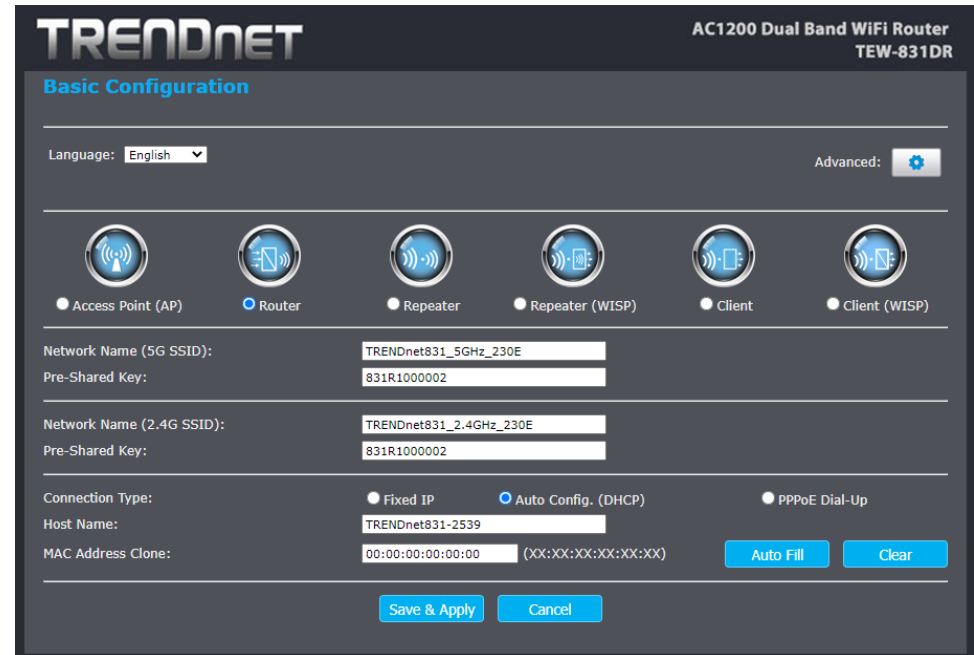 TRENDNET
AC1200 Dual Band WiFi Router
TEW-831DR
Basic Configuration
Language: English
Advanced:
Access Point (AP) Router Repeater Repeater (WISP) Client Client (WISP)
Network Name (5G SSID): TRENDnet831_5GHz_230E
Pre-Shared Key: 831R1000002
Network Name (2.4G SSID): TRENDnet831_2.4GHz_230E
Pre-Shared Key: 831R1000002
Connection Type: Fixed IP Auto Config. (DHCP) PPPoE Dial-Up
Host Name: TRENDnet831-2539
MAC Address Clone: 00:00:00:00:00:00 (XX:XX:XX:XX:XX:XX) Auto Fill Clear
Save & Apply Cancel